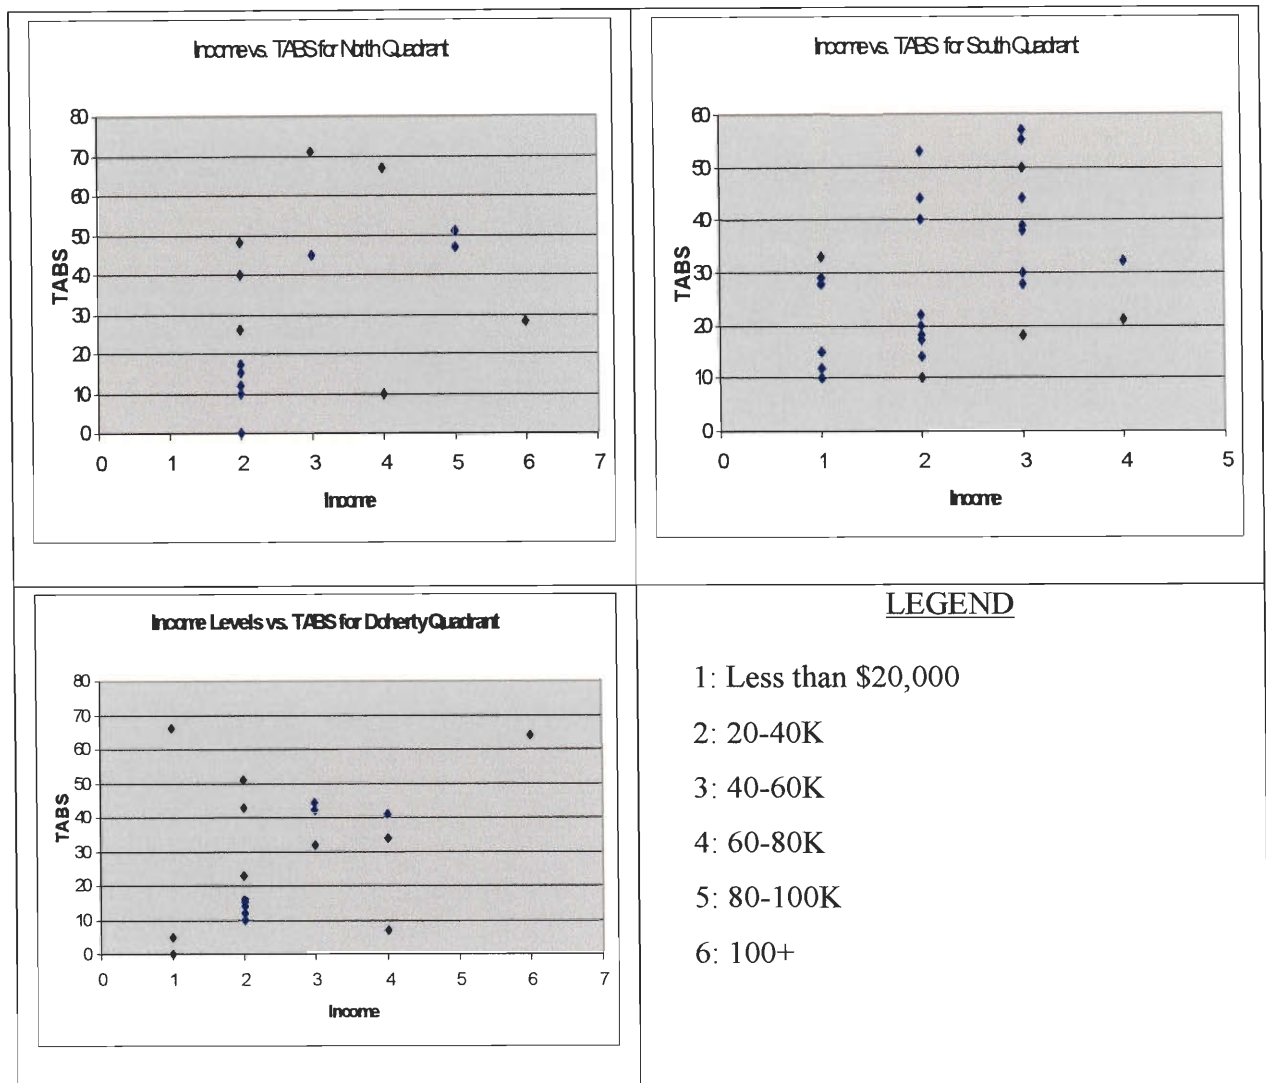 Income vs. TABS for North Quadrant
80
70
60
50
40
30
20
10
0
TABS
0 1 2 3 4 5 6 7
Income
Income vs. TABS for South Quadrant
60
50
40
30
20
10
0
TABS
0 1 2 3 4 5
Income
Income Levels vs. TABS for Doherty Quadrant
80
70
60
50
40
30
20
10
0
TABS
0 1 2 3 4 5 6 7
Income
LEGEND
1: Less than $20,000
2: 20-40K
3: 40-60K
4: 60-80K
5: 80-100K
6: 100+